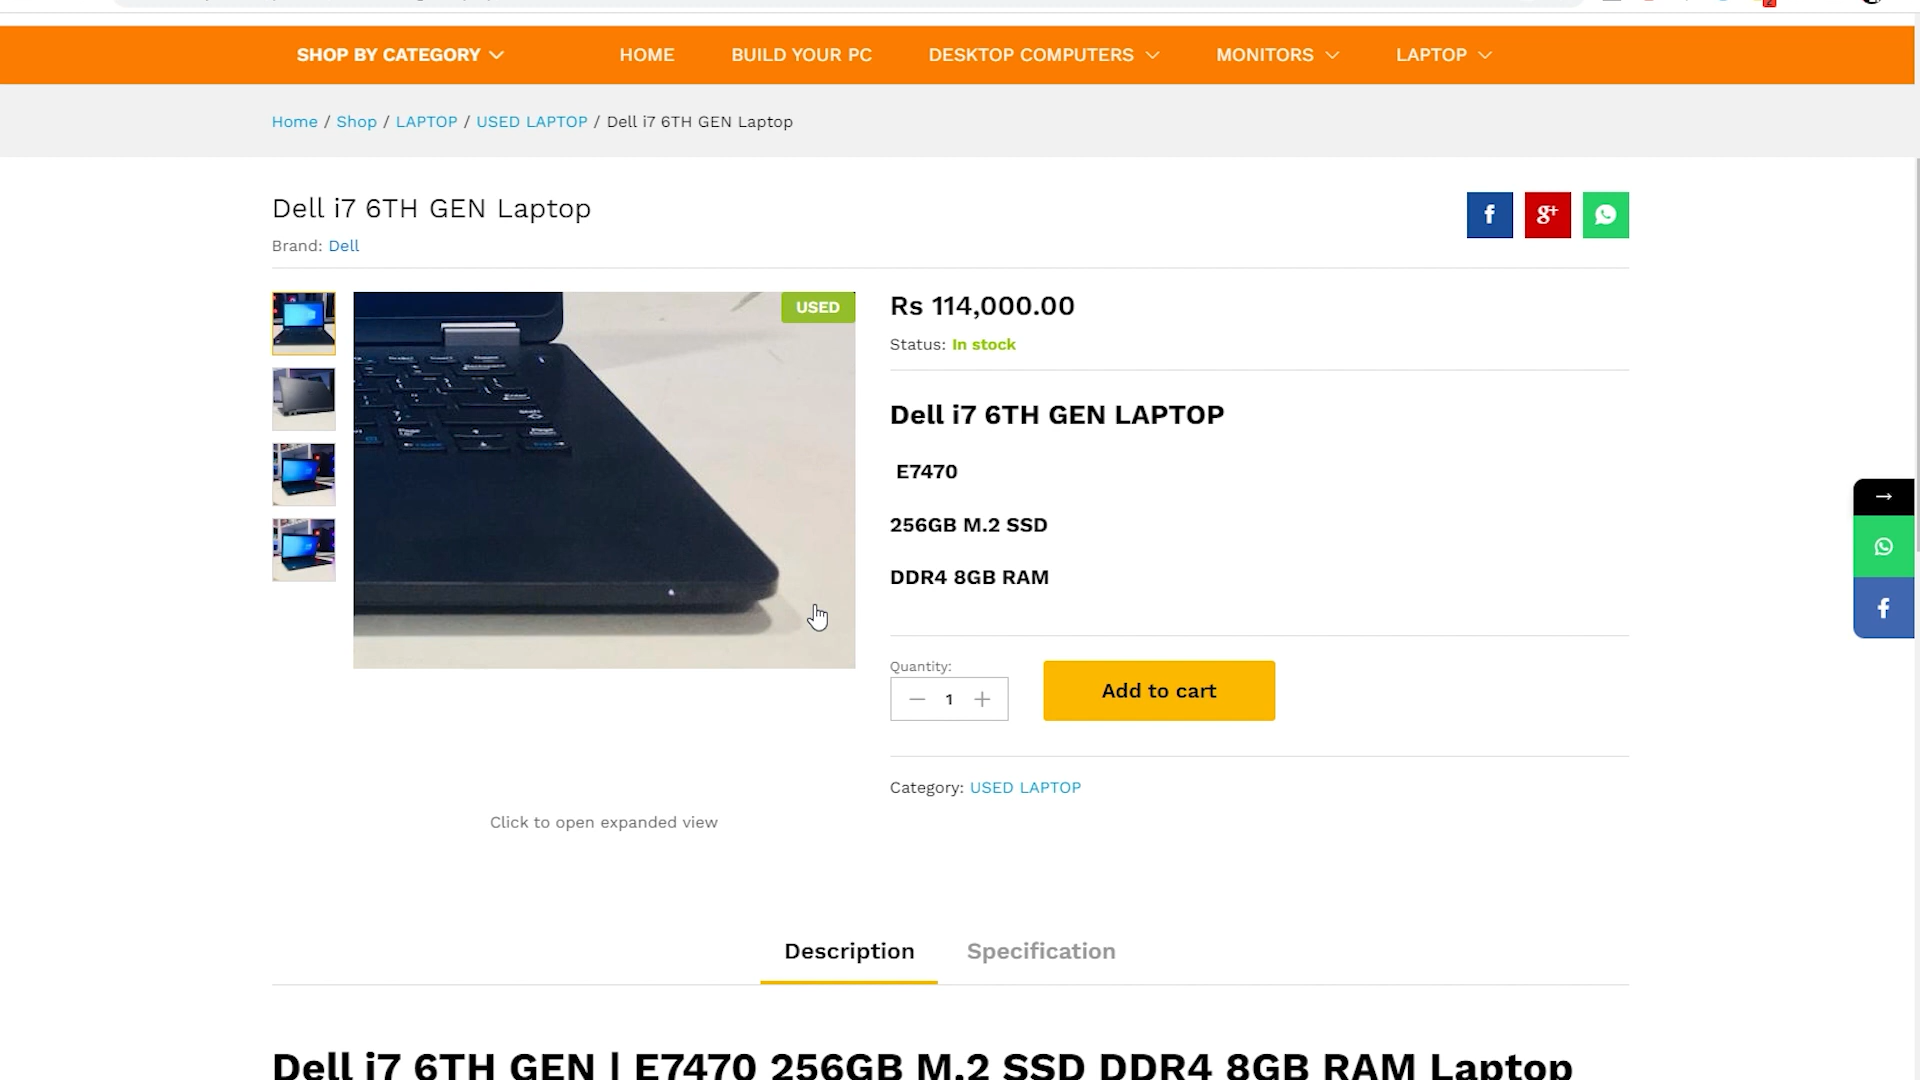 SHOP BY CATEGORY HOME BUILD YOUR PC DESKTOP COMPUTERS MONITORS LAPTOP
Home / Shop / LAPTOP / USED LAPTOP / Dell i7 6TH GEN Laptop
Dell i7 6TH GEN Laptop
Brand: Dell
USED
Rs 114,000.00
Status: In stock
Dell i7 6TH GEN LAPTOP
E7470
256GB M.2 SSD
DDR4 8GB RAM
Quantity:
1
Add to cart
Category: USED LAPTOP
Click to open expanded view
Description Specification
Dell i7 6TH GEN | E7470 256GB M.2 SSD DDR4 8GB RAM Laptop